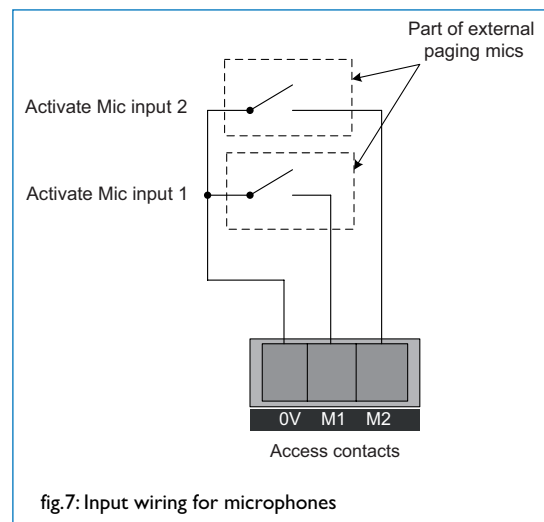 Part of external
paging mics
Activate Mic input 2
Activate Mic input 1
0V M1 M2
Access contacts
fig.7: Input wiring for microphones